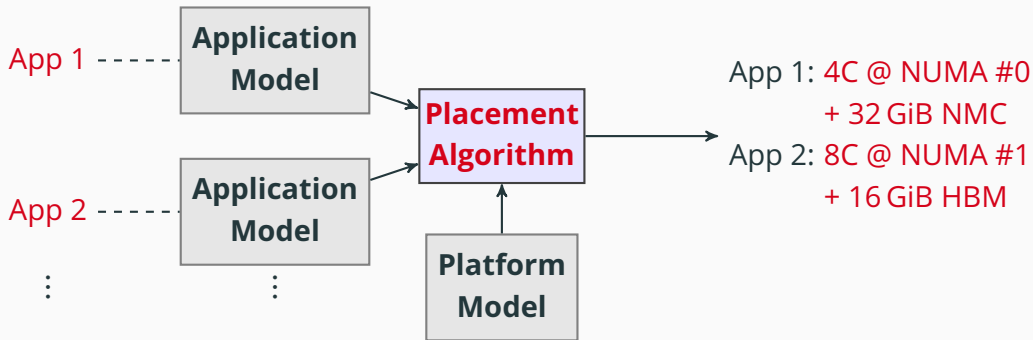 App 1
Application
Model
App 2
Application
Model
⋮
⋮
Placement
Algorithm
Platform
Model
App 1: 4C @ NUMA #0
+ 32 GiB NMC
App 2: 8C @ NUMA #1
+ 16 GiB HBM